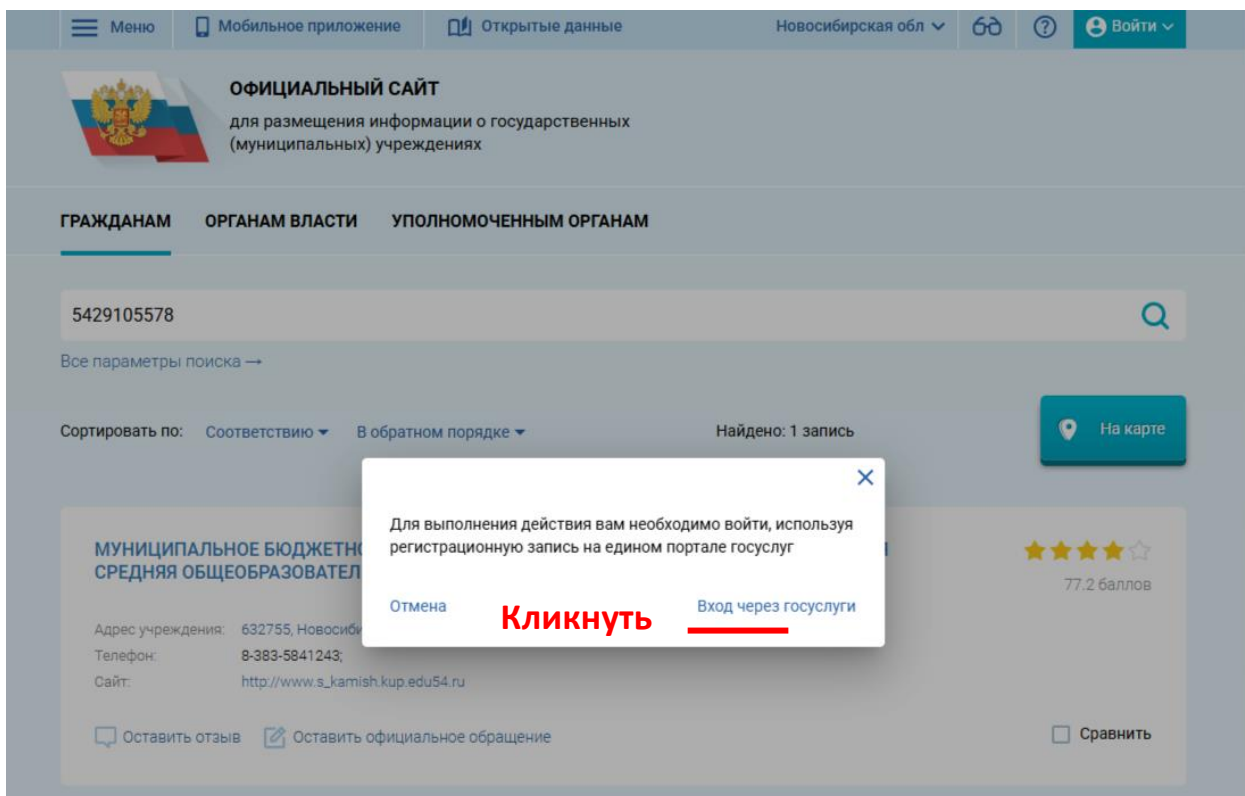 Меню Мобильное приложение Открытые данные Новосибирская обл Войти
ОФИЦИАЛЬНЫЙ САЙТ
для размещения информации о государственных
(муниципальных) учреждениях
ГРАЖДАНАМ ОРГАНАМ ВЛАСТИ УПОЛНОМОЧЕННЫМ ОРГАНАМ
5429105578
Все параметры поиска →
Сортировать по: Соответствию В обратном порядке Найдено: 1 запись На карте
Для выполнения действия вам необходимо войти, используя
регистрационную запись на едином портале госуслуг
Отмена Кликнуть Вход через госуслуги
МУНИЦИПАЛЬНОЕ БЮДЖЕТНО
СРЕДНЯЯ ОБЩЕОБРАЗОВАТЕЛ
77.2 баллов
Адрес учреждения: 632755, Новосиби
Телефон: 8-383-5841243;
Сайт: http://www.s_kamish.kup.edu54.ru
Оставить отзыв Оставить официальное обращение Сравнить